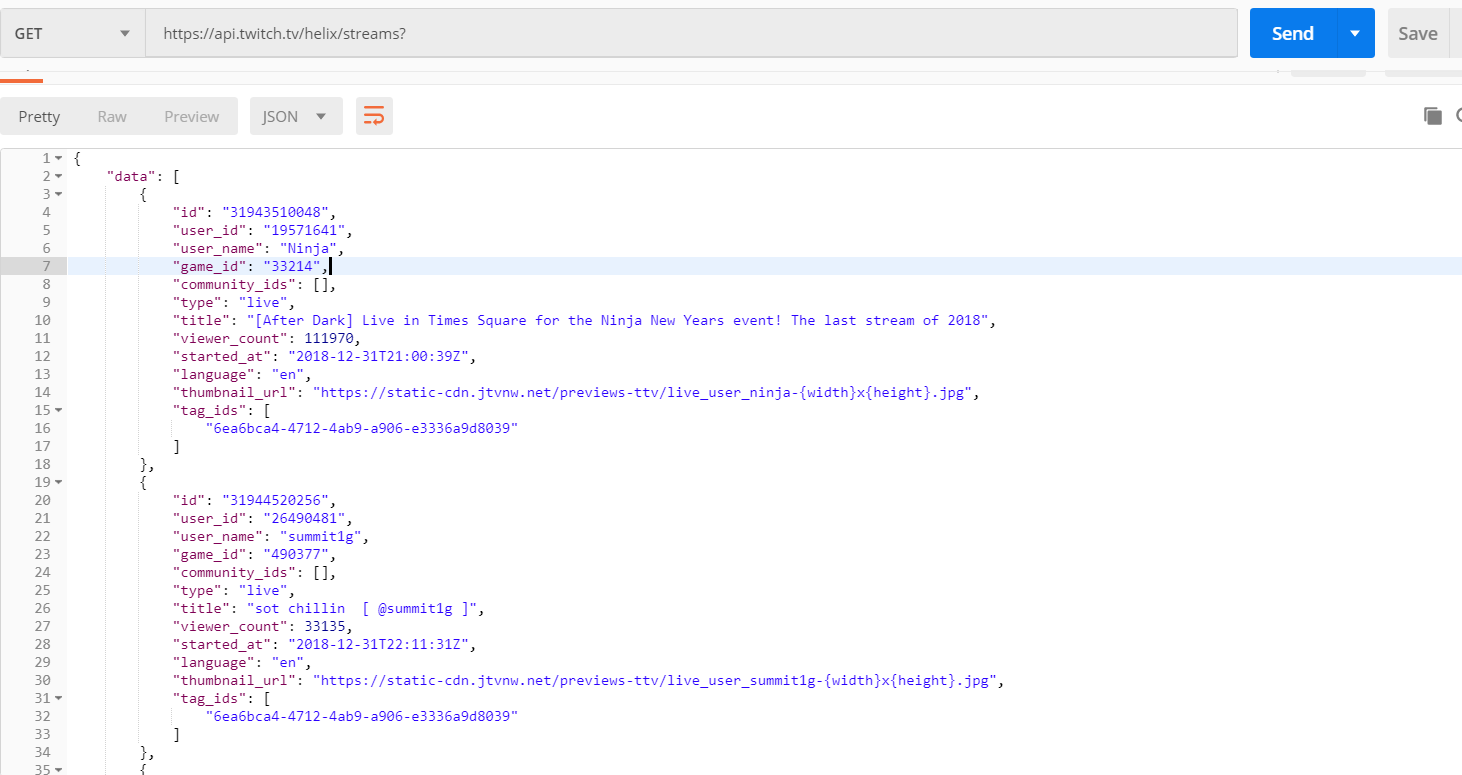 GET https://api.twitch.tv/helix/streams? Send Save
Pretty Raw Preview JSON
1 {
2 "data": [
3 {
4 "id": "31943510048",
5 "user_id": "19571641",
6 "user_name": "Ninja",
7 "game_id": "33214",
8 "community_ids": [],
9 "type": "live",
10 "title": "[After Dark] Live in Times Square for the Ninja New Years event! The last stream of 2018",
11 "viewer_count": 111970,
12 "started_at": "2018-12-31T21:00:39Z",
13 "language": "en",
14 "thumbnail_url": "https://static-cdn.jtvnw.net/previews-ttv/live_user_ninja-{width}x{height}.jpg",
15 "tag_ids": [
16 "6ea6bca4-4712-4ab9-a906-e3336a9d8039"
17 ]
18 },
19 {
20 "id": "31944520256",
21 "user_id": "26490481",
22 "user_name": "summit1g",
23 "game_id": "490377",
24 "community_ids": [],
25 "type": "live",
26 "title": "sot chillin  [ @summit1g ]",
27 "viewer_count": 33135,
28 "started_at": "2018-12-31T22:11:31Z",
29 "language": "en",
30 "thumbnail_url": "https://static-cdn.jtvnw.net/previews-ttv/live_user_summit1g-{width}x{height}.jpg",
31 "tag_ids": [
32 "6ea6bca4-4712-4ab9-a906-e3336a9d8039"
33 ]
34 },
35 {